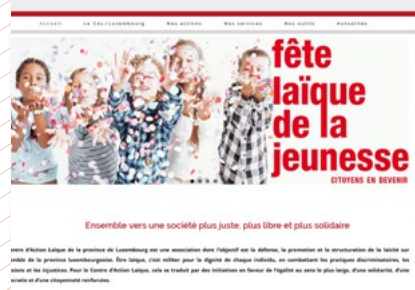 Accueil Le CAL/Luxembourg Nos actions Nos services Nos outils Actualités
fête
laïque
de la
jeunesse
CITOYENS EN DEVENIR
Ensemble vers une société plus juste, plus libre et plus solidaire
entre d'Action Laïque de la province de Luxembourg est une association dont l'objectif est la défense, la promotion et la structuration de la laïcité sur
emble de la province luxembourgeoise. Être laïque, c'est militer pour la dignité de chaque individu, en combattant les pratiques discriminatoires, les
sions et les injustices. Pour le Centre d'Action Laïque, cela se traduit par des initiatives en faveur de l'égalité au sens le plus large, d'une solidarité, d'une
ocratie et d'une citoyenneté renforcées.